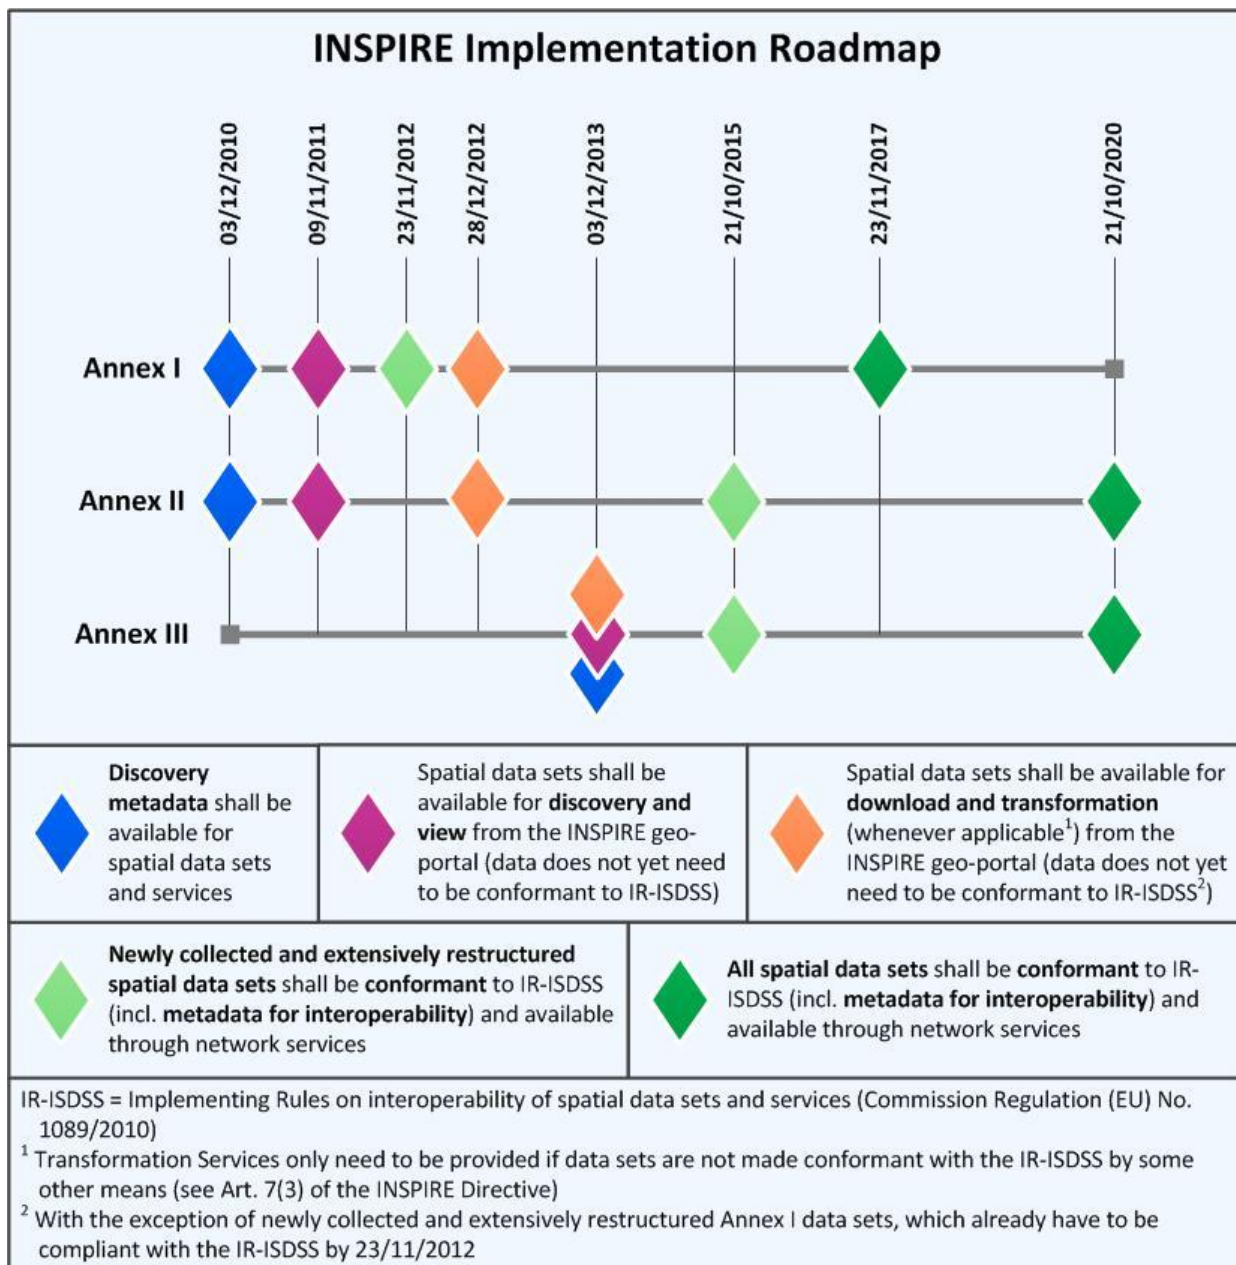 INSPIRE Implementation Roadmap
03/12/2010
09/11/2011
23/11/2012
28/12/2012
03/12/2013
21/10/2015
23/11/2017
21/10/2020
Annex I
Annex II
Annex III
Discovery
metadata shall be
available for
spatial data sets
and services
Spatial data sets shall be
available for discovery and
view from the INSPIRE geo-
portal (data does not yet need
to be conformant to IR-ISDSS)
Spatial data sets shall be available for
download and transformation
(whenever applicable¹) from the
INSPIRE geo-portal (data does not yet
need to be conformant to IR-ISDSS²)
Newly collected and extensively restructured
spatial data sets shall be conformant to IR-ISDSS
(incl. metadata for interoperability) and available
through network services
All spatial data sets shall be conformant to IR-
ISDSS (incl. metadata for interoperability) and
available through network services
IR-ISDSS = Implementing Rules on interoperability of spatial data sets and services (Commission Regulation (EU) No.
1089/2010)
¹ Transformation Services only need to be provided if data sets are not made conformant with the IR-ISDSS by some
other means (see Art. 7(3) of the INSPIRE Directive)
² With the exception of newly collected and extensively restructured Annex I data sets, which already have to be
compliant with the IR-ISDSS by 23/11/2012